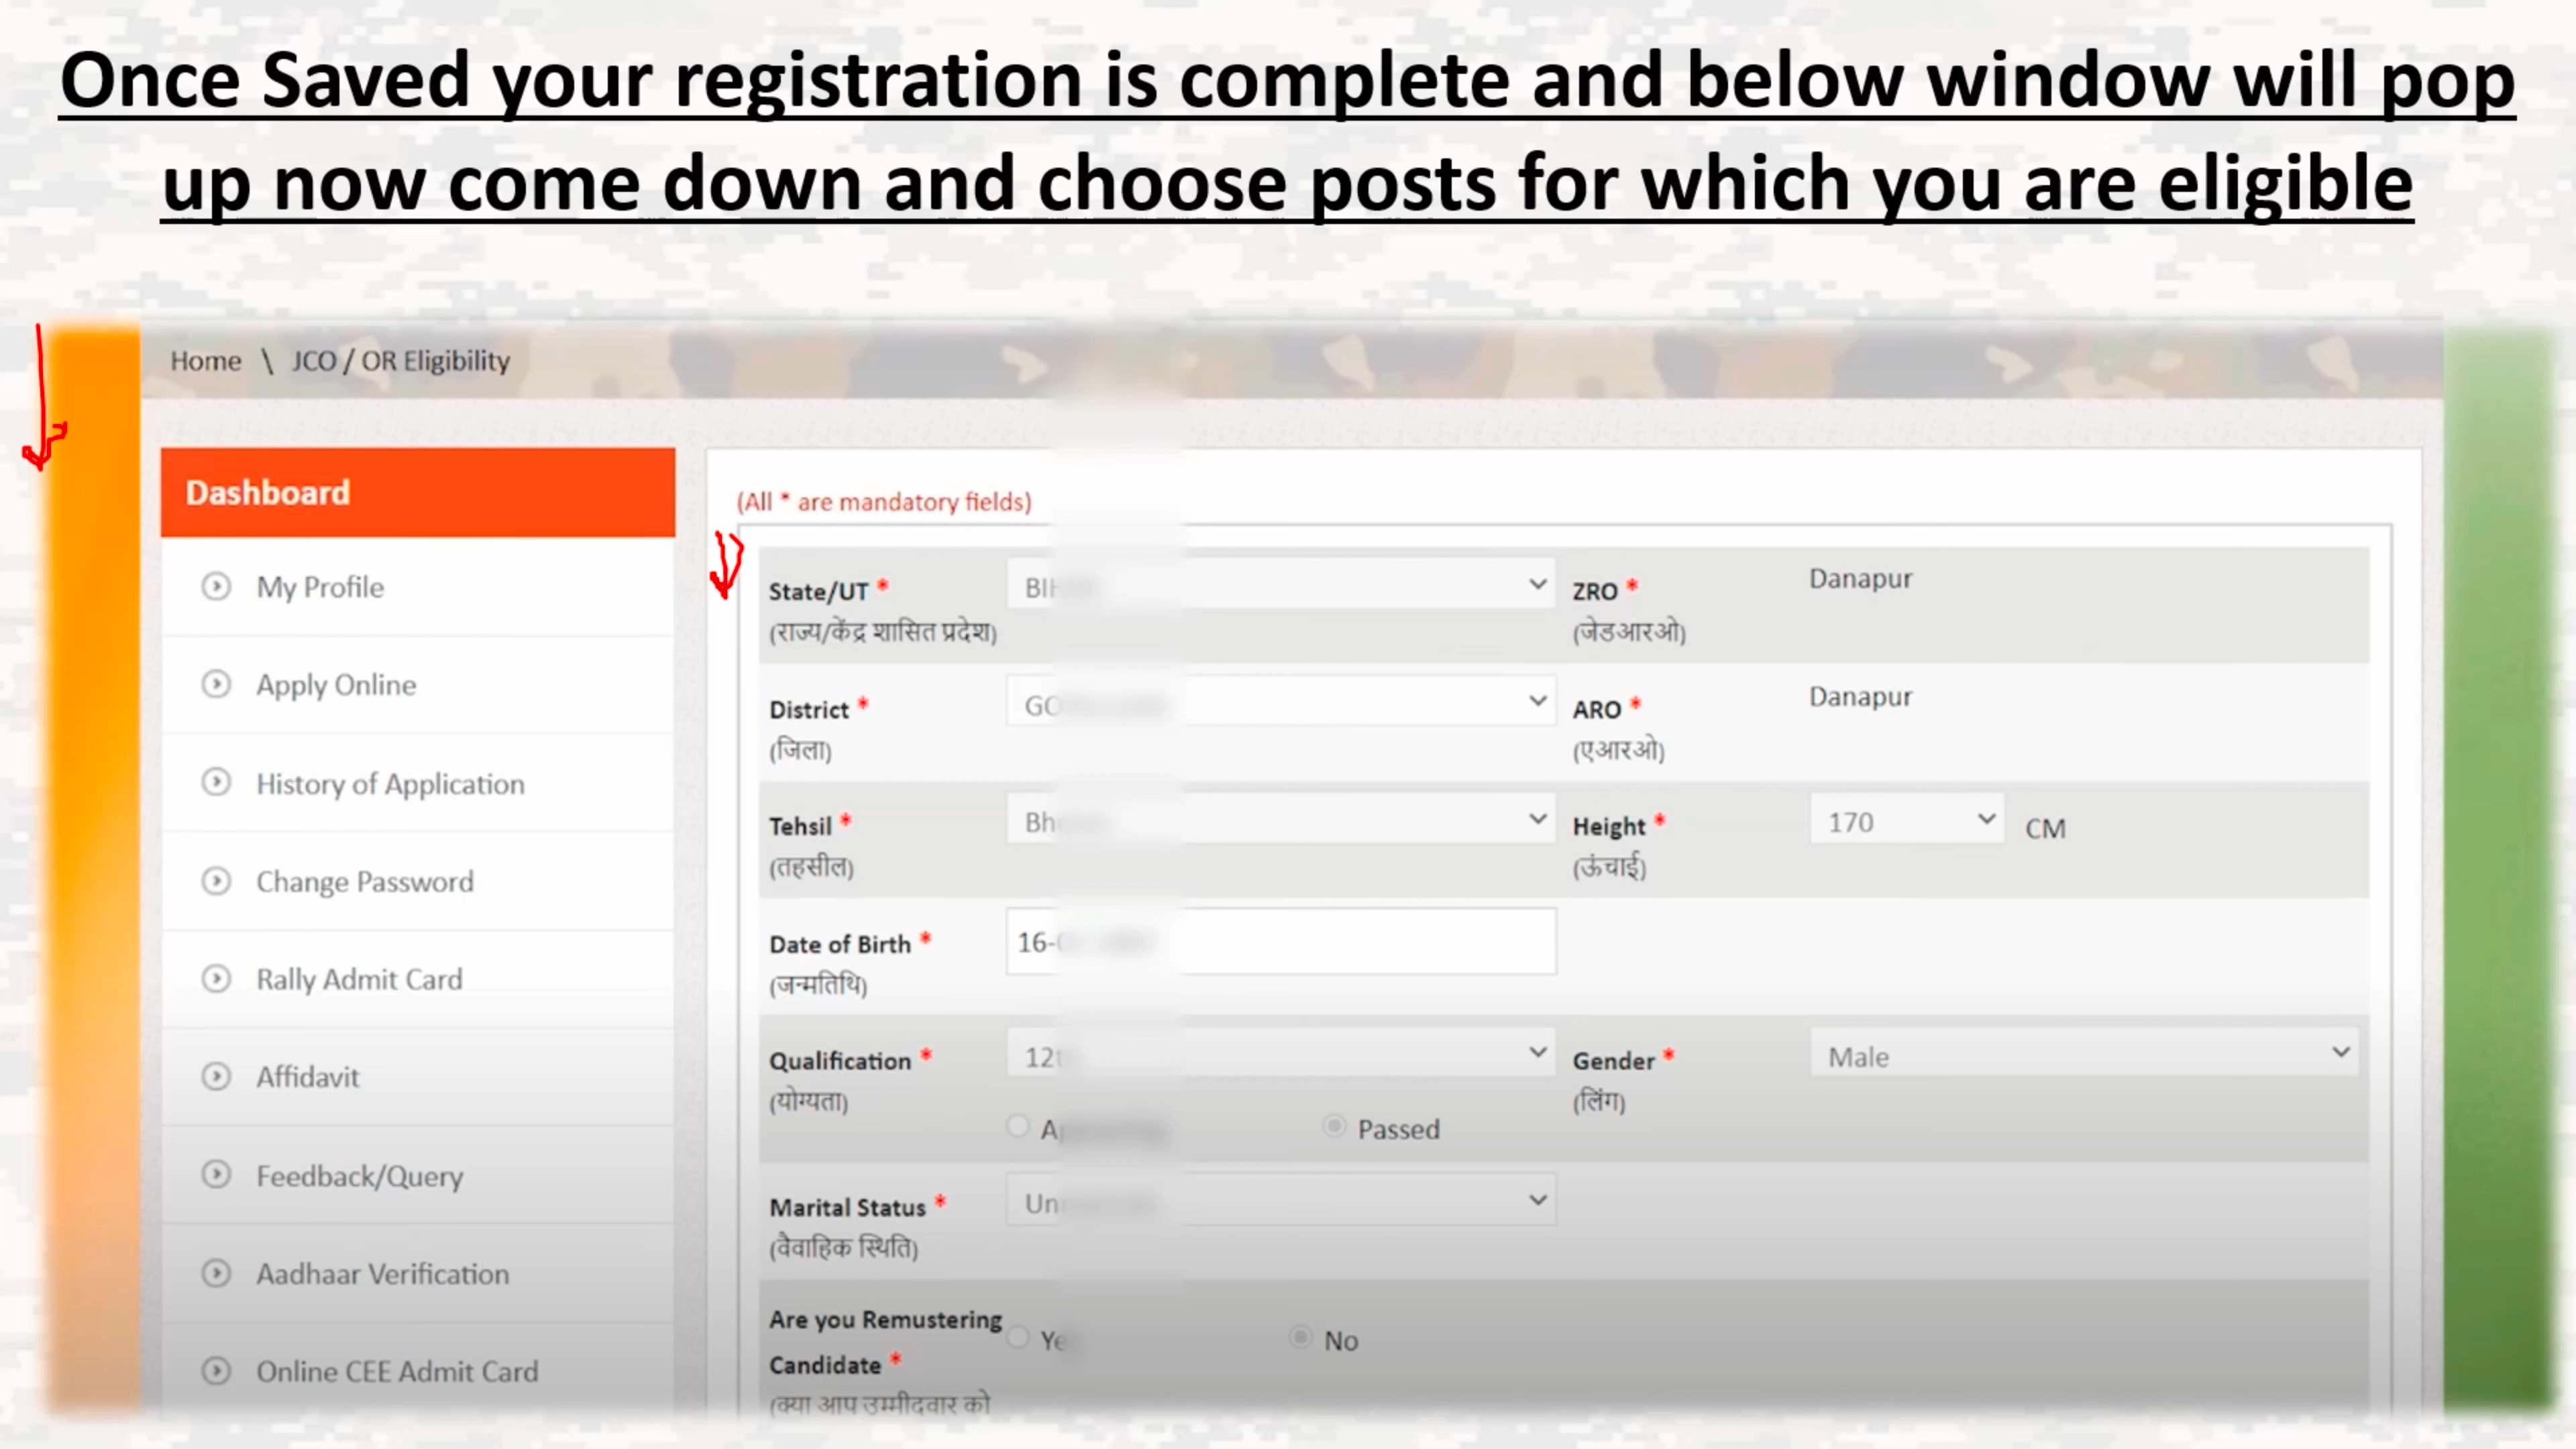 Once Saved your registration is complete and below window will pop
up now come down and choose posts for which you are eligible
Home \ JCO / OR Eligibility
Dashboard
My Profile
Apply Online
History of Application
Change Password
Rally Admit Card
Affidavit
Feedback/Query
Aadhaar Verification
Online CEE Admit Card
(All * are mandatory fields)
State/UT * ZRO * Danapur
(राज्य/केंद्र शासित प्रदेश) (जेडआरओ)
District * ARO * Danapur
(जिला) (एआरओ)
Tehsil * Height * 170 CM
(तहसील) (ऊंचाई)
Date of Birth * 16-
(जन्मतिथि)
Qualification * Gender * Male
(योग्यता) (लिंग)
Passed
Marital Status *
(वैवाहिक स्थिति)
Are you Remustering No
Candidate *
(क्या आप उम्मीदवार को